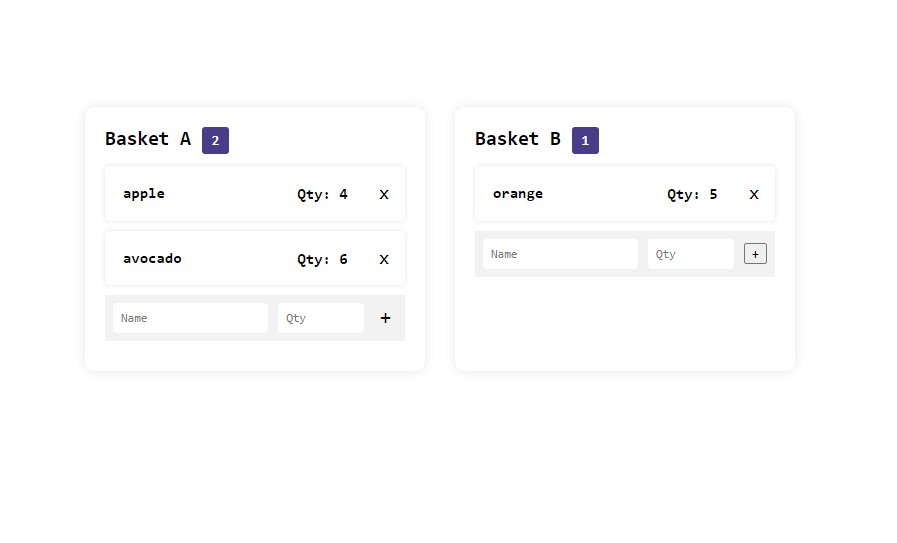 Basket A 2
apple Qty: 4 x
avocado Qty: 6 x
Name Qty +
Basket B 1
orange Qty: 5 x
Name Qty +